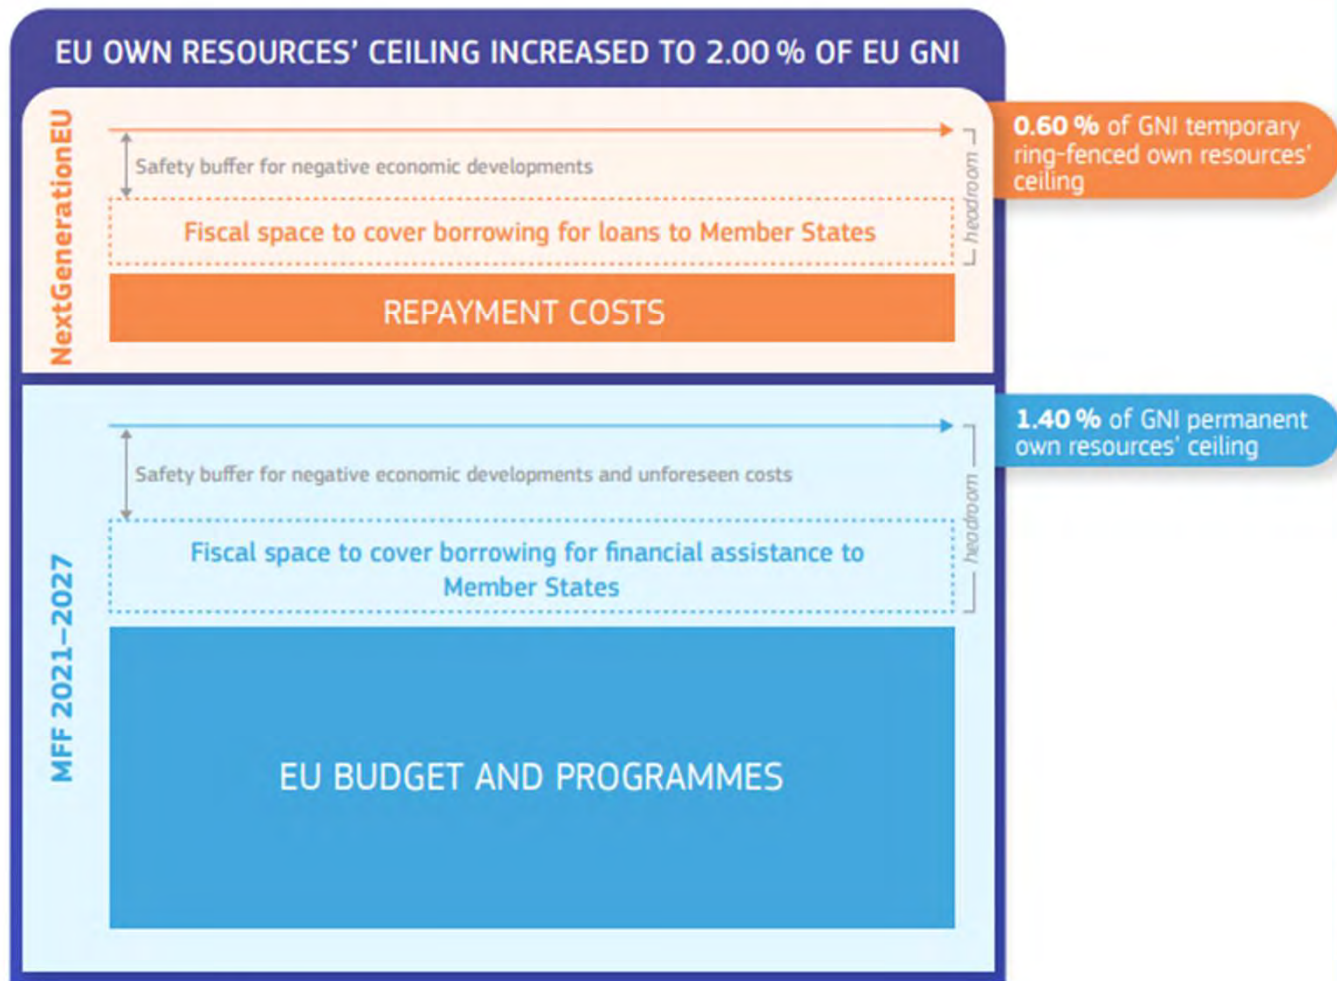 EU OWN RESOURCES’ CEILING INCREASED TO 2.00 % OF EU GNI
NextGenerationEU
Safety buffer for negative economic developments
Fiscal space to cover borrowing for loans to Member States
REPAYMENT COSTS
headroom
0.60 % of GNI temporary
ring-fenced own resources’
ceiling
MFF 2021–2027
Safety buffer for negative economic developments and unforeseen costs
Fiscal space to cover borrowing for financial assistance to
Member States
EU BUDGET AND PROGRAMMES
headroom
1.40 % of GNI permanent
own resources’ ceiling